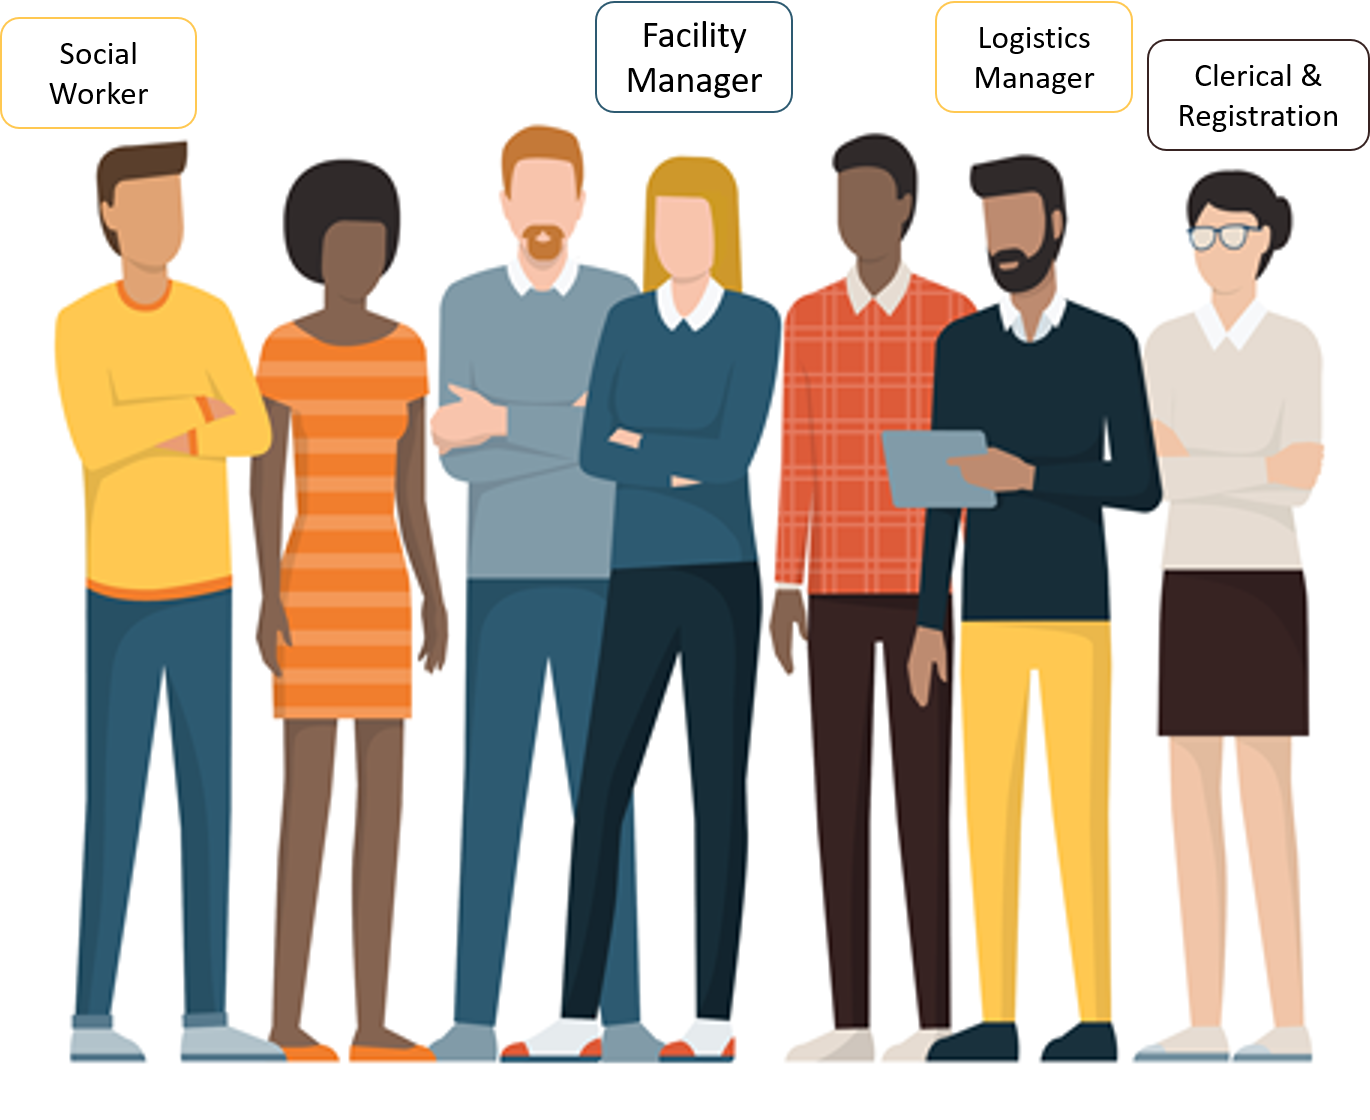 Social
Worker
Facility
Manager
Logistics
Manager
Clerical &
Registration